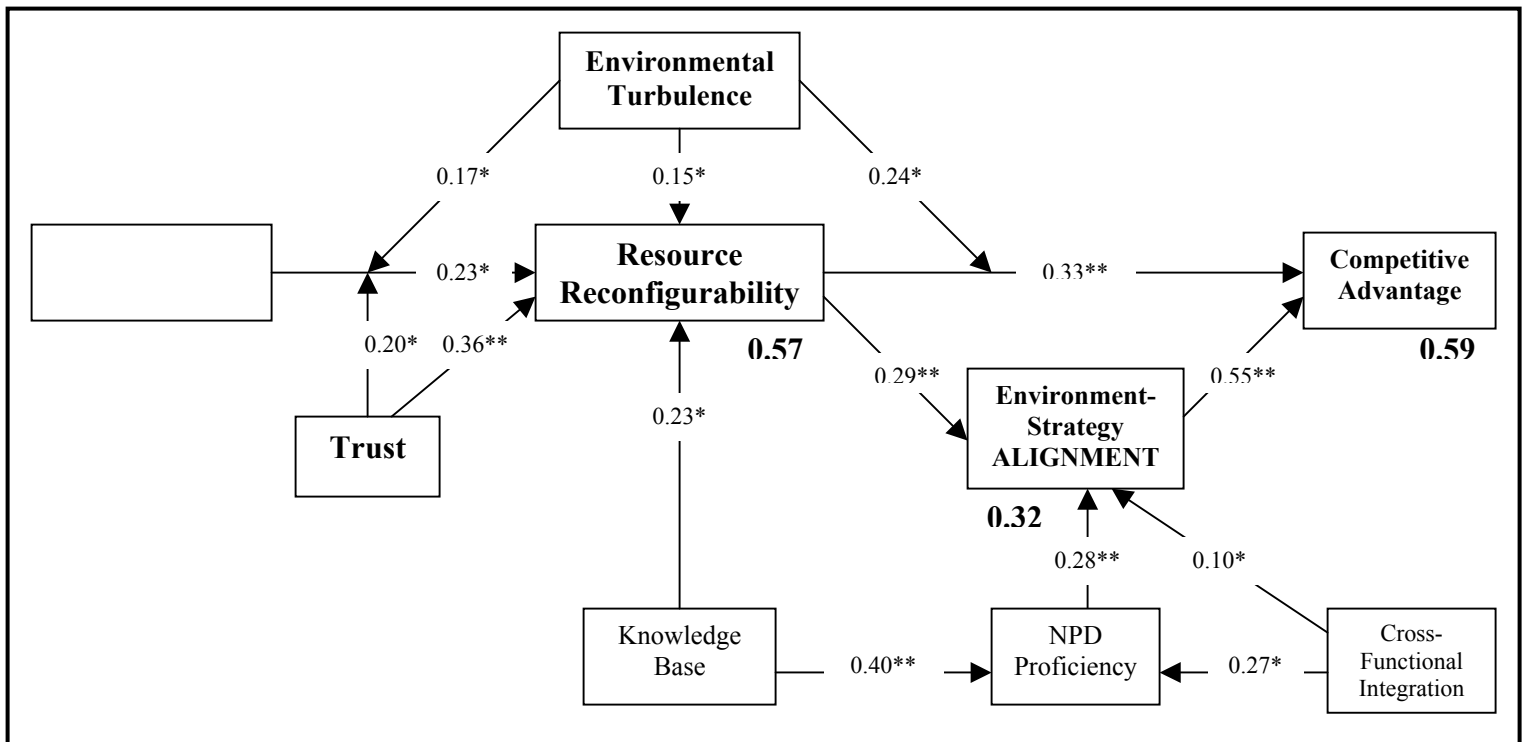 Environmental
Turbulence
0.17*
0.15*
0.24*
Resource
Reconfigurability
0.23*
0.33**
Competitive
Advantage
0.20*
0.36**
0.57
0.59
0.29**
0.55**
Environment-
Strategy
ALIGNMENT
0.23*
Trust
0.32
0.28**
0.10*
Knowledge
Base
0.40**
NPD
Proficiency
0.27*
Cross-
Functional
Integration